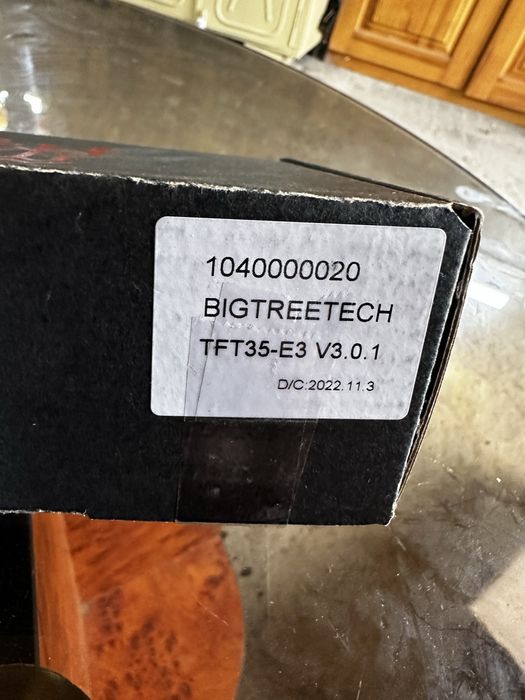 1040000020
BIGTREETECH
TFT35-E3 V3.0.1
D/C:2022.11.3